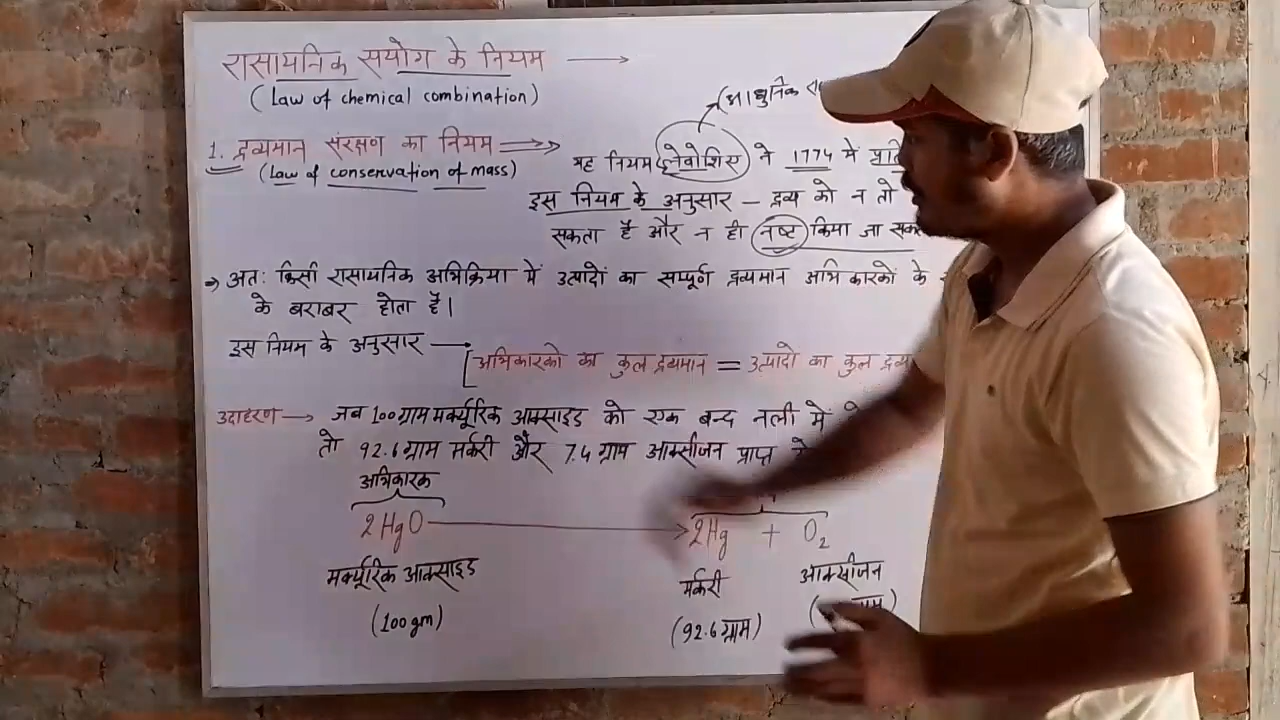 रासायनिक सयोग के नियम
(Law of chemical combination)
(आधुनिक
1. द्रव्यमान संरक्षण का नियम
(Law of conservation of mass)
यह नियम लेवोशिए ने 1774 में
इस नियम के अनुसार – द्रव्य को न तो
सकता है और न ही नष्ट किया जा
⇒ अतः किसी रासायनिक अभिक्रिया में उत्पादों का सम्पूर्ण द्रव्यमान अभिकारकों के
के बराबर होता है।
इस नियम के अनुसार → [अभिकारको का कुल द्रव्यमान = उत्पादो का कुल
उदाहरण → जब 100 ग्राम मर्क्यूरिक आक्साइड को एक बन्द नली में
तो 92.6 ग्राम मर्करी और 7.4 ग्राम आक्सीजन प्राप्त
अभिकारक
2HgO → 2Hg + O2
मर्क्यूरिक आक्साइड मर्करी आक्सीजन
(100 gm) (92.6 ग्राम)